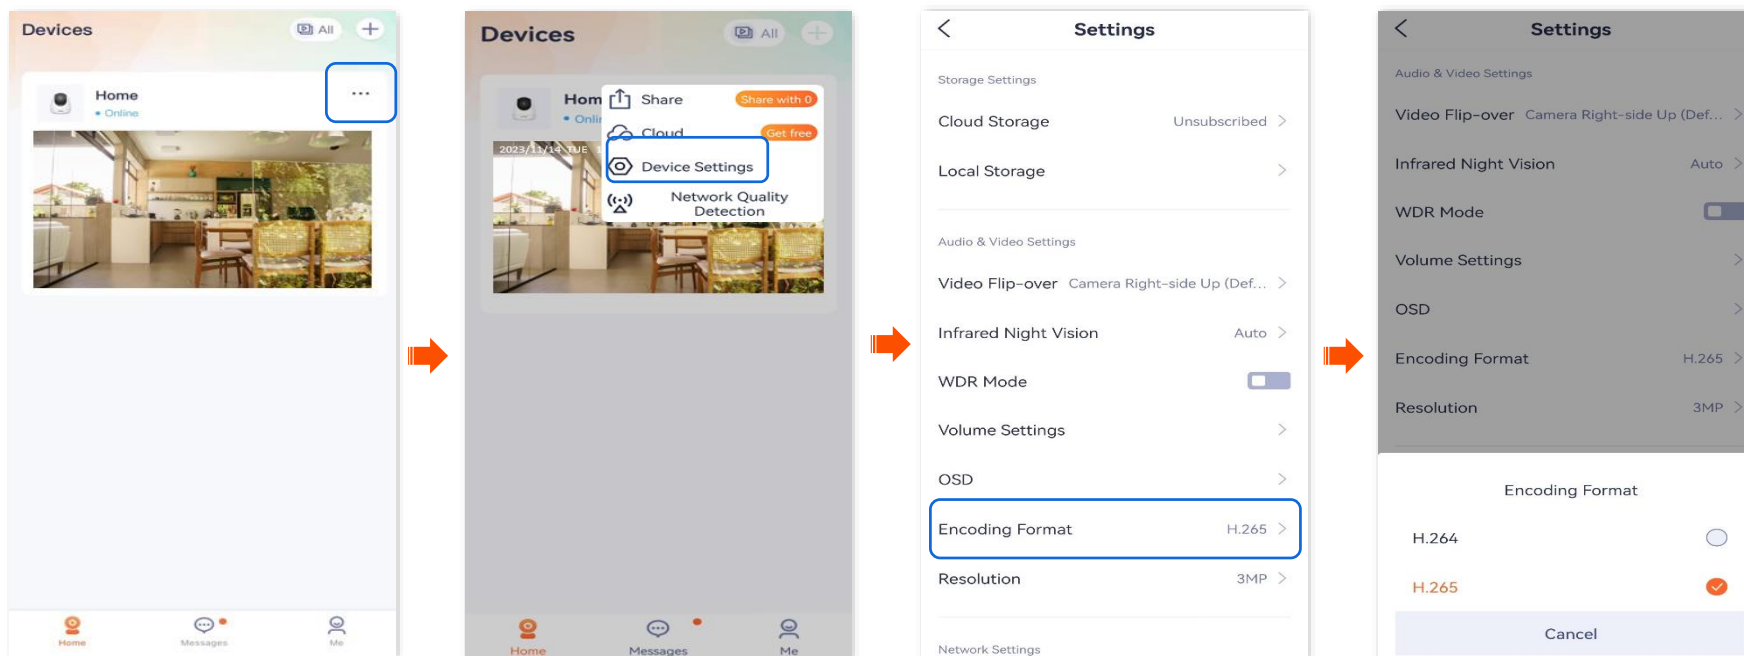 Devices
All
Home
Online
Home
Messages
Me
Devices
All
Hom
Share
Share with 0
Onli
Cloud
Get free
2023/11/14 TUE 1
Device Settings
Network Quality
Detection
Home
Messages
Me
Settings
Storage Settings
Cloud Storage Unsubscribed
Local Storage
Audio & Video Settings
Video Flip-over Camera Right-side Up (Def...
Infrared Night Vision Auto
WDR Mode
Volume Settings
OSD
Encoding Format H.265
Resolution 3MP
Network Settings
Settings
Audio & Video Settings
Video Flip-over Camera Right-side Up (Def...
Infrared Night Vision Auto
WDR Mode
Volume Settings
OSD
Encoding Format H.265
Resolution 3MP
Encoding Format
H.264
H.265
Cancel